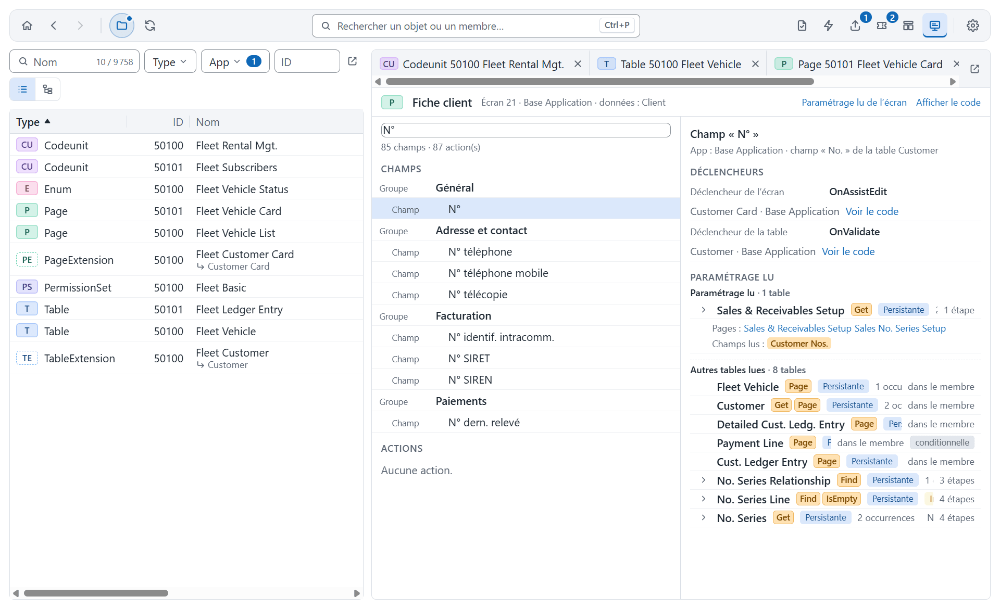 Rechercher un objet ou un membre... Ctrl+P 1 2
Nom 10 / 9 758 Type App 1 ID
CU Codeunit 50100 Fleet Rental Mgt. T Table 50100 Fleet Vehicle P Page 50101 Fleet Vehicle Card
Type ID Nom
CU Codeunit 50100 Fleet Rental Mgt.
CU Codeunit 50101 Fleet Subscribers
E Enum 50100 Fleet Vehicle Status
P Page 50101 Fleet Vehicle Card
P Page 50100 Fleet Vehicle List
PE PageExtension 50100 Fleet Customer Card
↳ Customer Card
PS PermissionSet 50100 Fleet Basic
T Table 50101 Fleet Ledger Entry
T Table 50100 Fleet Vehicle
TE TableExtension 50100 Fleet Customer
↳ Customer
P Fiche client Écran 21 · Base Application · données : Client Paramétrage lu de l'écran Afficher le code
N°
85 champs · 87 action(s)
CHAMPS
Groupe Général
Champ N°
Groupe Adresse et contact
Champ N° téléphone
Champ N° téléphone mobile
Champ N° télécopie
Groupe Facturation
Champ N° identif. intracomm.
Champ N° SIRET
Champ N° SIREN
Groupe Paiements
Champ N° dern. relevé
ACTIONS
Aucune action.
Champ « N° »
App : Base Application · champ « No. » de la table Customer
DÉCLENCHEURS
Déclencheur de l'écran OnAssistEdit
Customer Card · Base Application Voir le code
Déclencheur de la table OnValidate
Customer · Base Application Voir le code
PARAMÉTRAGE LU
Paramétrage lu · 1 table
Sales & Receivables Setup Get Persistante 1 étape
Pages : Sales & Receivables Setup Sales No. Series Setup
Champs lus : Customer Nos.
Autres tables lues · 8 tables
Fleet Vehicle Page Persistante 1 occu dans le membre
Customer Get Page Persistante 2 oc dans le membre
Detailed Cust. Ledg. Entry Page Per dans le membre
Payment Line Page P dans le membre conditionnelle
Cust. Ledger Entry Page Persistante dans le membre
No. Series Relationship Find Persistante 1 3 étapes
No. Series Line Find IsEmpty Persistante 4 étapes
No. Series Get Persistante 2 occurrences N 4 étapes